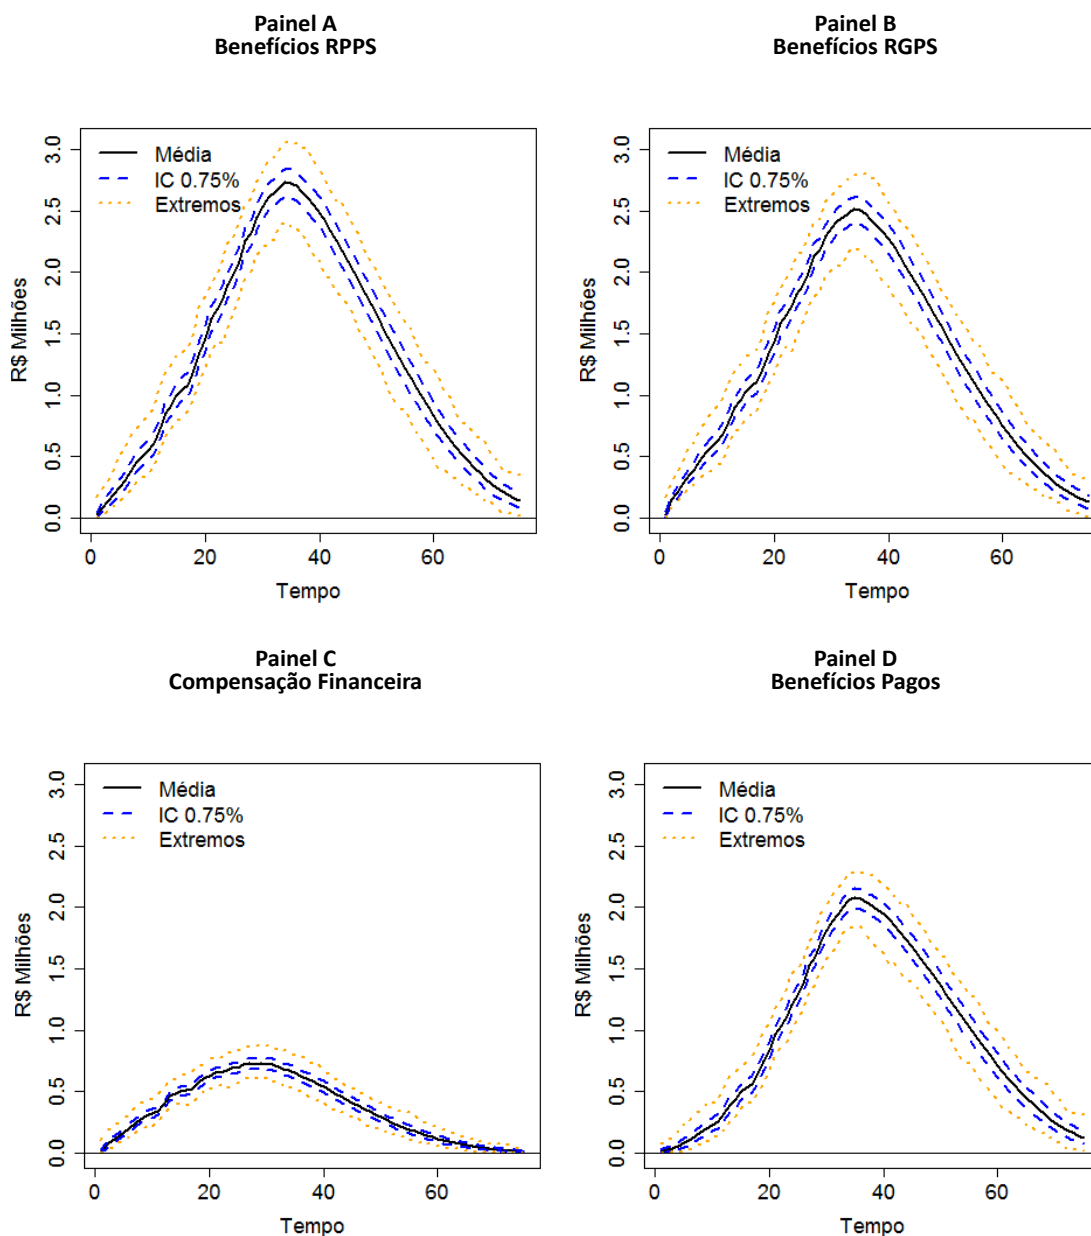 Painel A
Benefícios RPPS
3.0
2.5
2.0
1.5
1.0
0.5
0.0
R$ Milhões
Média
IC 0.75%
Extremos
0
20
40
60
Tempo
Painel B
Benefícios RGPS
3.0
2.5
2.0
1.5
1.0
0.5
0.0
R$ Milhões
Média
IC 0.75%
Extremos
0
20
40
60
Tempo
Painel C
Compensação Financeira
3.0
2.5
2.0
1.5
1.0
0.5
0.0
R$ Milhões
Média
IC 0.75%
Extremos
0
20
40
60
Tempo
Painel D
Benefícios Pagos
3.0
2.5
2.0
1.5
1.0
0.5
0.0
R$ Milhões
Média
IC 0.75%
Extremos
0
20
40
60
Tempo